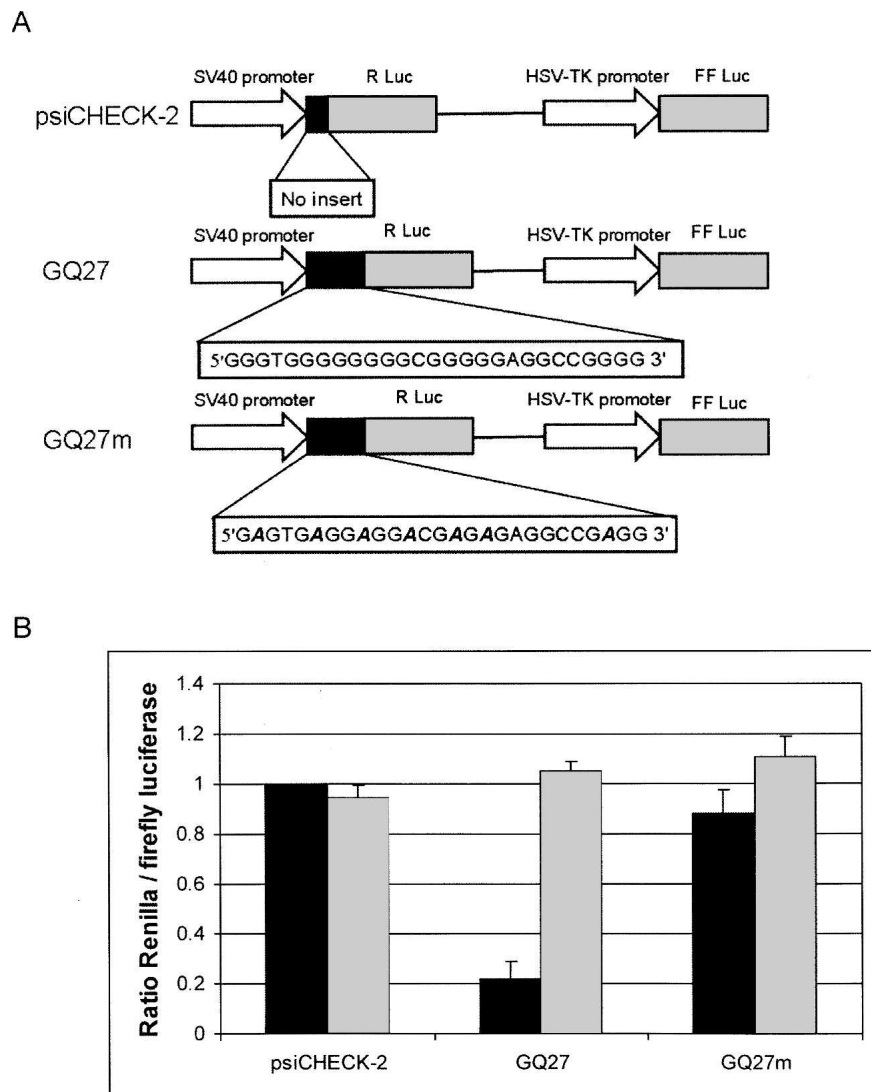 A
SV40 promoter R Luc HSV-TK promoter FF Luc
psiCHECK-2
No insert
SV40 promoter R Luc HSV-TK promoter FF Luc
GQ27
5'GGGTGGGGGGGGCGGGGGAGGCCGGGG 3'
SV40 promoter R Luc HSV-TK promoter FF Luc
GQ27m
5'GAGTGAGGAGGACGAGAGAGGCCGAGG 3'
B
Ratio Renilla / firefly luciferase
1.4
1.2
1
0.8
0.6
0.4
0.2
0
psiCHECK-2 GQ27 GQ27m